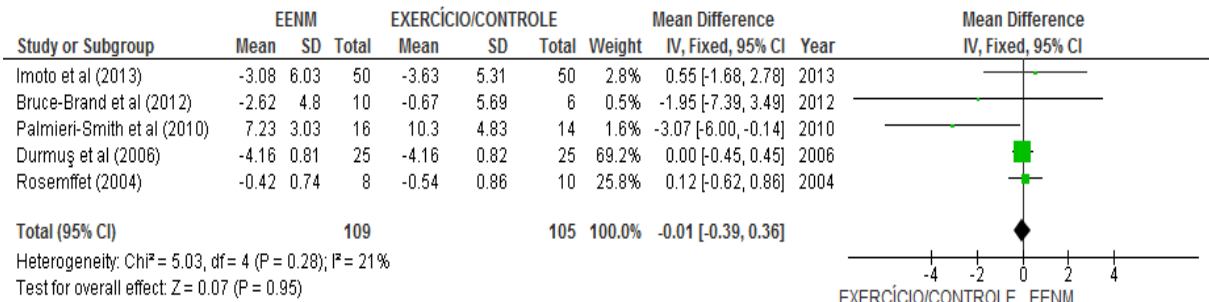 EENM EXERCÍCIO/CONTROLE Mean Difference Mean Difference
Study or Subgroup Mean SD Total Mean SD Total Weight IV, Fixed, 95% CI Year IV, Fixed, 95% CI
Imoto et al (2013) -3.08 6.03 50 -3.63 5.31 50 2.8% 0.55 [-1.68, 2.78] 2013
Bruce-Brand et al (2012) -2.62 4.8 10 -0.67 5.69 6 0.5% -1.95 [-7.39, 3.49] 2012
Palmieri-Smith et al (2010) 7.23 3.03 16 10.3 4.83 14 1.6% -3.07 [-6.00, -0.14] 2010
Durmuş et al (2006) -4.16 0.81 25 -4.16 0.82 25 69.2% 0.00 [-0.45, 0.45] 2006
Rosemffet (2004) -0.42 0.74 8 -0.54 0.86 10 25.8% 0.12 [-0.62, 0.86] 2004
Total (95% CI) 109 105 100.0% -0.01 [-0.39, 0.36]
Heterogeneity: Chi² = 5.03, df = 4 (P = 0.28); I² = 21%
Test for overall effect: Z = 0.07 (P = 0.95)
-4 -2 0 2 4
EXERCÍCIO/CONTROLE EENM